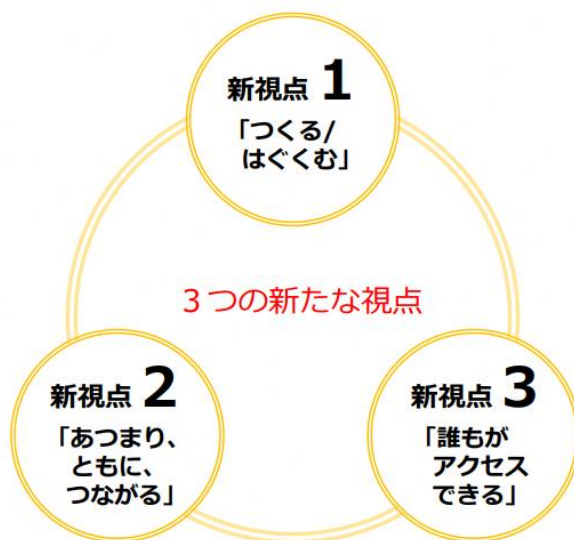 新視点 1
「つくる/
はぐくむ」
3つの新たな視点
新視点 2
「あつまり、
ともに、
つながる」
新視点 3
「誰もが
アクセス
できる」